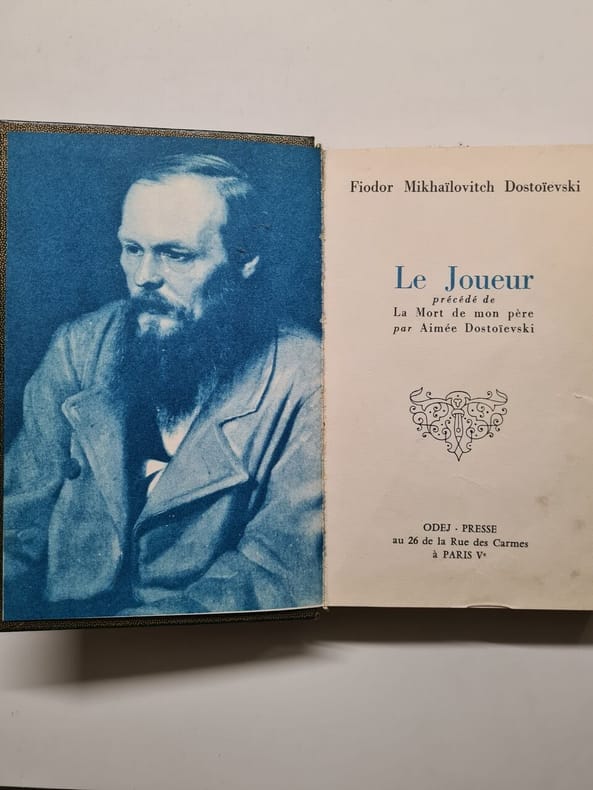 Fiodor Mikhaïlovitch Dostoïevski
Le Joueur
précédé de
La Mort de mon père
par Aimée Dostoïevski
ODEJ - PRESSE
au 26 de la Rue des Carmes
à PARIS Vᵉ